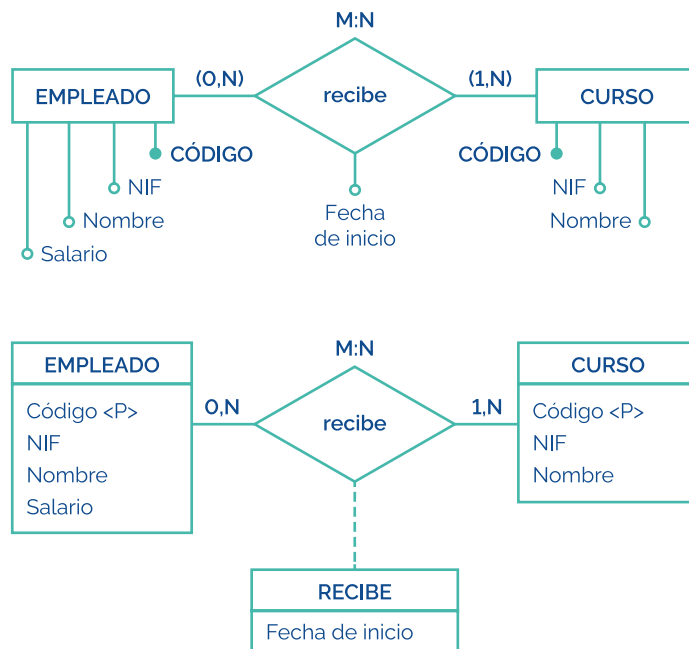 M:N
(0,N)
(1,N)
EMPLEADO
recibe
CURSO
CÓDIGO
CÓDIGO
NIF
NIF
Nombre
Fecha
de inicio
Nombre
Salario
M:N
EMPLEADO
CURSO
0,N
recibe
1,N
Código <P>
NIF
Nombre
Salario
Código <P>
NIF
Nombre
RECIBE
Fecha de inicio